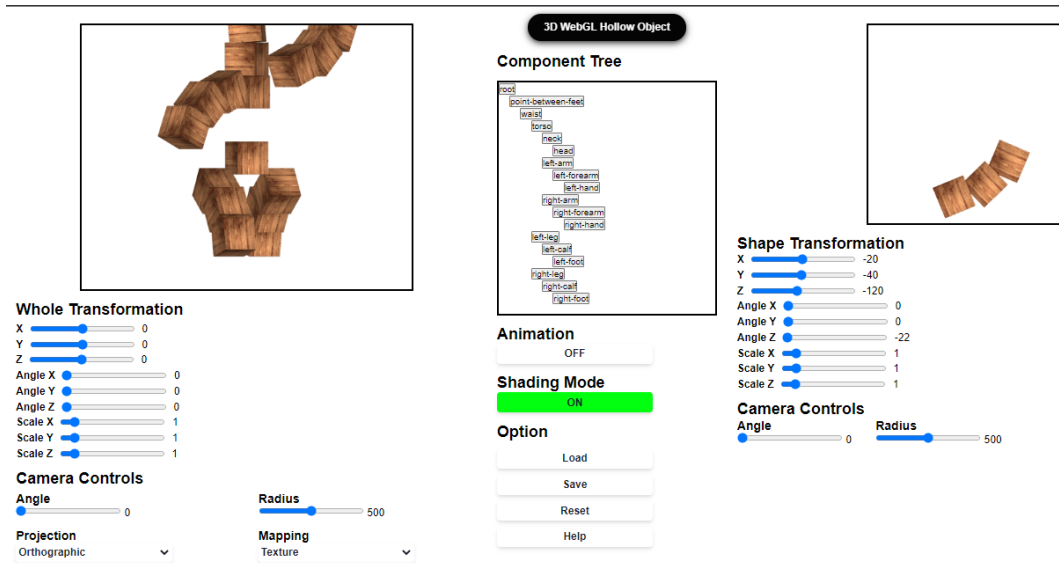 3D WebGL Hollow Object
Component Tree
root
point-between-feet
waist
torso
neck
head
left-arm
left-forearm
left-hand
right-arm
right-forearm
right-hand
left-leg
left-calf
left-foot
right-leg
right-calf
right-foot
Whole Transformation
X 0
Y 0
Z 0
Angle X 0
Angle Y 0
Angle Z 0
Scale X 1
Scale Y 1
Scale Z 1
Camera Controls
Angle Radius
0 500
Projection Mapping
Orthographic Texture
Animation
OFF
Shading Mode
ON
Option
Load
Save
Reset
Help
Shape Transformation
X -20
Y -40
Z -120
Angle X 0
Angle Y 0
Angle Z -22
Scale X 1
Scale Y 1
Scale Z 1
Camera Controls
Angle Radius
0 500